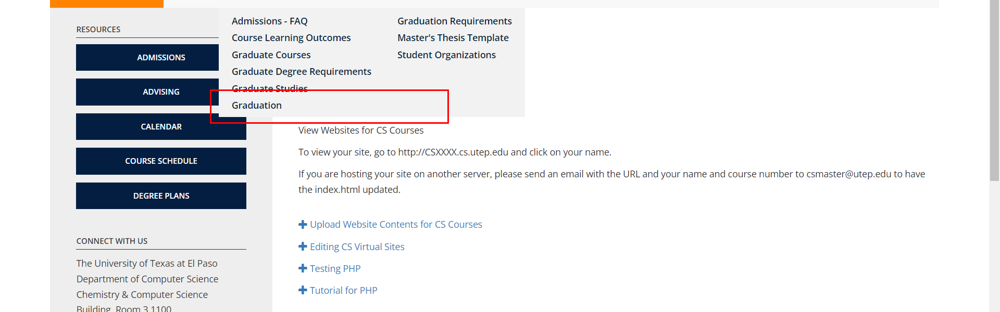 RESOURCES
ADMISSIONS
ADVISING
CALENDAR
COURSE SCHEDULE
DEGREE PLANS
CONNECT WITH US
The University of Texas at El Paso
Department of Computer Science
Chemistry & Computer Science
Building, Room 3.1100
Admissions - FAQ
Course Learning Outcomes
Graduate Courses
Graduate Degree Requirements
Graduate Studies
Graduation
Graduation Requirements
Master's Thesis Template
Student Organizations
View Websites for CS Courses
To view your site, go to http://CSXXXX.cs.utep.edu and click on your name.
If you are hosting your site on another server, please send an email with the URL and your name and course number to csmaster@utep.edu to have
the index.html updated.
Upload Website Contents for CS Courses
Editing CS Virtual Sites
Testing PHP
Tutorial for PHP